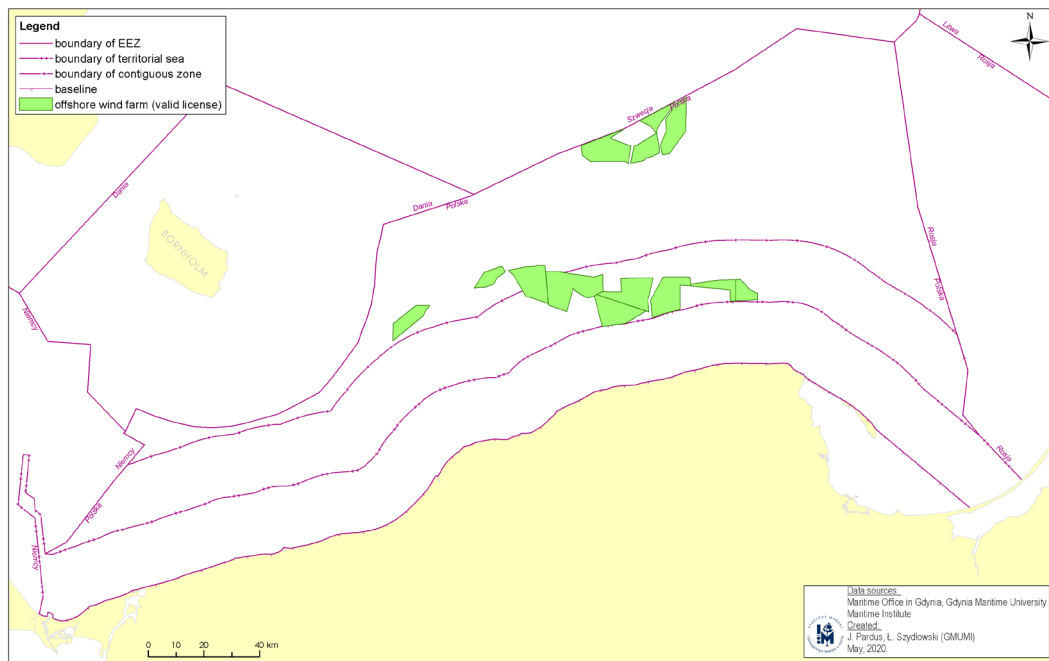 Legend
boundary of EEZ
boundary of territorial sea
boundary of contiguous zone
baseline
offshore wind farm (valid license)
N
Litwa
Rosja
Szwecja
Polska
Dania
Dania
Polska
BORNHOLM
Rosja
Polska
Niemcy
Niemcy
Polska
Rosja
Niemcy
0 10 20 40 km
Data sources:
Maritime Office in Gdynia, Gdynia Maritime University
Maritime Institute
Created:
J. Pardus, Ł. Szydłowski (GMUMI)
May, 2020.